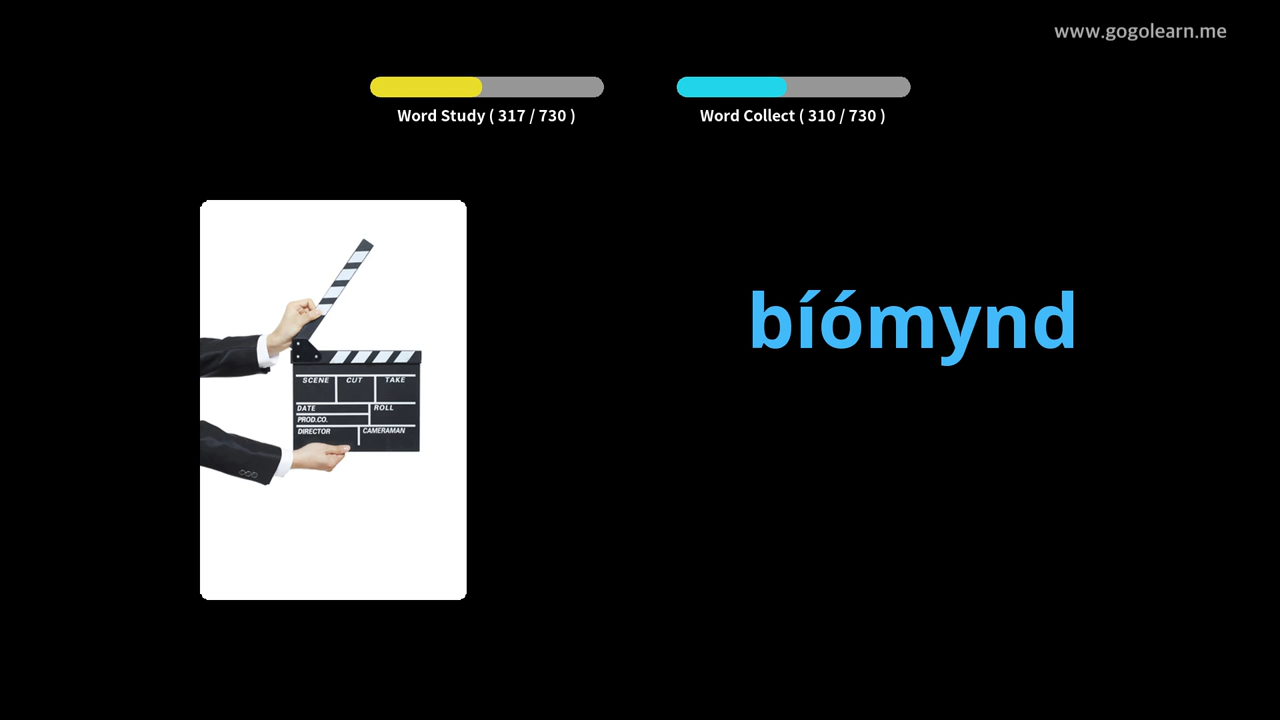 www.gogolearn.me
Word Study ( 317 / 730 )
Word Collect ( 310 / 730 )
bíómynd
SCENE CUT TAKE
DATE ROLL
PROD.CO.
DIRECTOR CAMERAMAN